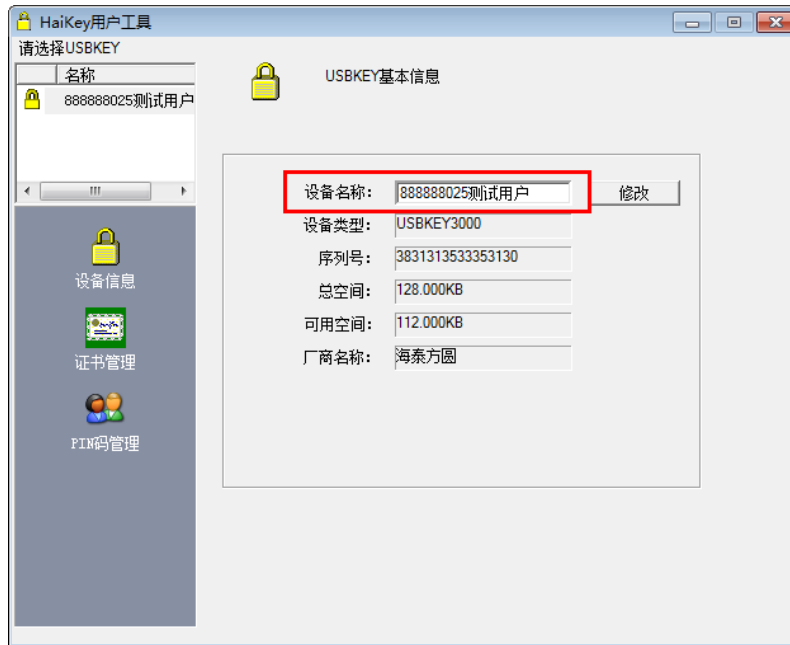 HaiKey用户工具
请选择USBKEY
名称
888888025测试用户
USBKEY基本信息
设备名称： 888888025测试用户 修改
设备类型： USBKEY3000
序列号： 3831313533353130
总空间： 128.000KB
可用空间： 112.000KB
厂商名称： 海泰方圆
设备信息
证书管理
PIN码管理